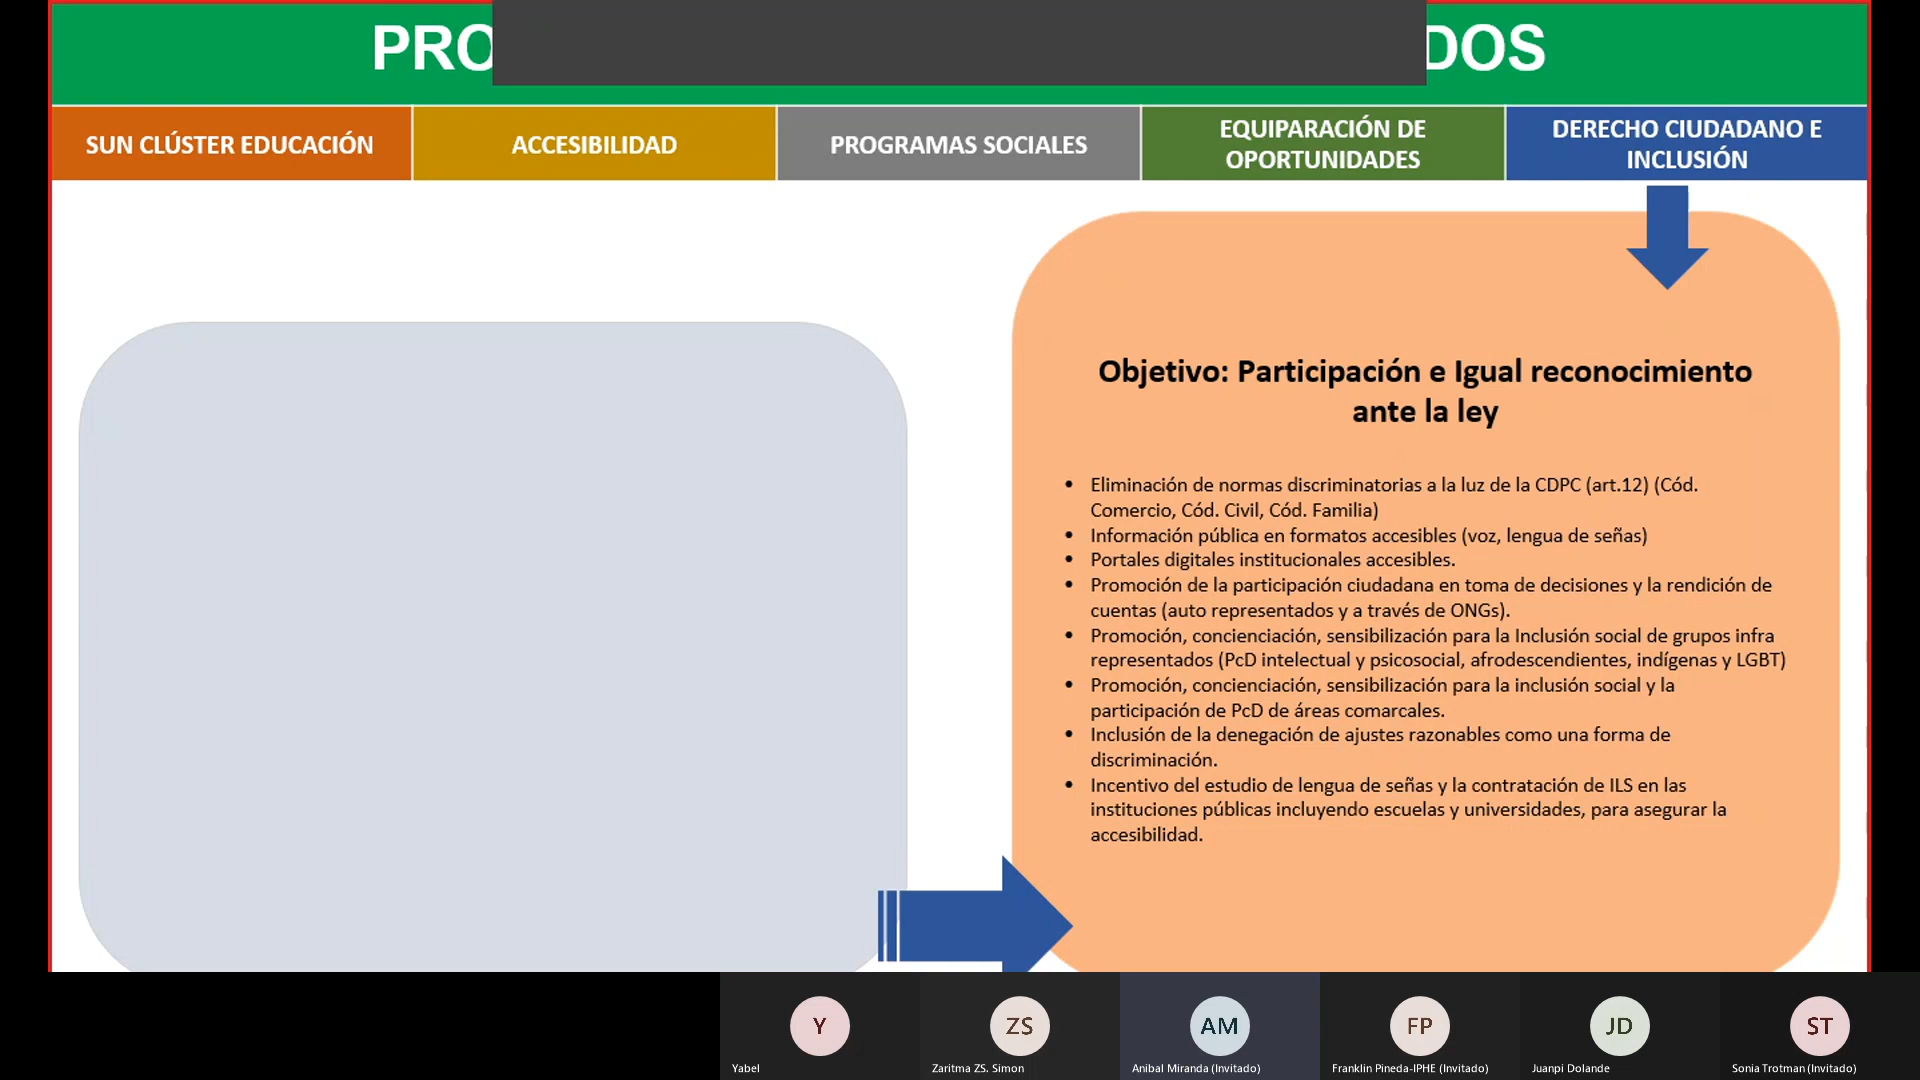 SUN CLÚSTER EDUCACIÓN
ACCESIBILIDAD
PROGRAMAS SOCIALES
EQUIPARACIÓN DE
OPORTUNIDADES
DERECHO CIUDADANO E
INCLUSIÓN
Objetivo: Participación e Igual reconocimiento
ante la ley
• Eliminación de normas discriminatorias a la luz de la CDPC (art.12) (Cód.
Comercio, Cód. Civil, Cód. Familia)
• Información pública en formatos accesibles (voz, lengua de señas)
• Portales digitales institucionales accesibles.
• Promoción de la participación ciudadana en toma de decisiones y la rendición de
cuentas (auto representados y a través de ONGs).
• Promoción, concienciación, sensibilización para la Inclusión social de grupos infra
representados (PcD intelectual y psicosocial, afrodescendientes, indígenas y LGBT)
• Promoción, concienciación, sensibilización para la inclusión social y la
participación de PcD de áreas comarcales.
• Inclusión de la denegación de ajustes razonables como una forma de
discriminación.
• Incentivo del estudio de lengua de señas y la contratación de ILS en las
instituciones públicas incluyendo escuelas y universidades, para asegurar la
accesibilidad.
Y
ZS
AM
FP
JD
ST
Yabel
Zaritma ZS. Simon
Anibal Miranda (Invitado)
Franklin Pineda-IPHE (Invitado)
Juanpi Dolande
Sonia Trotman (Invitado)